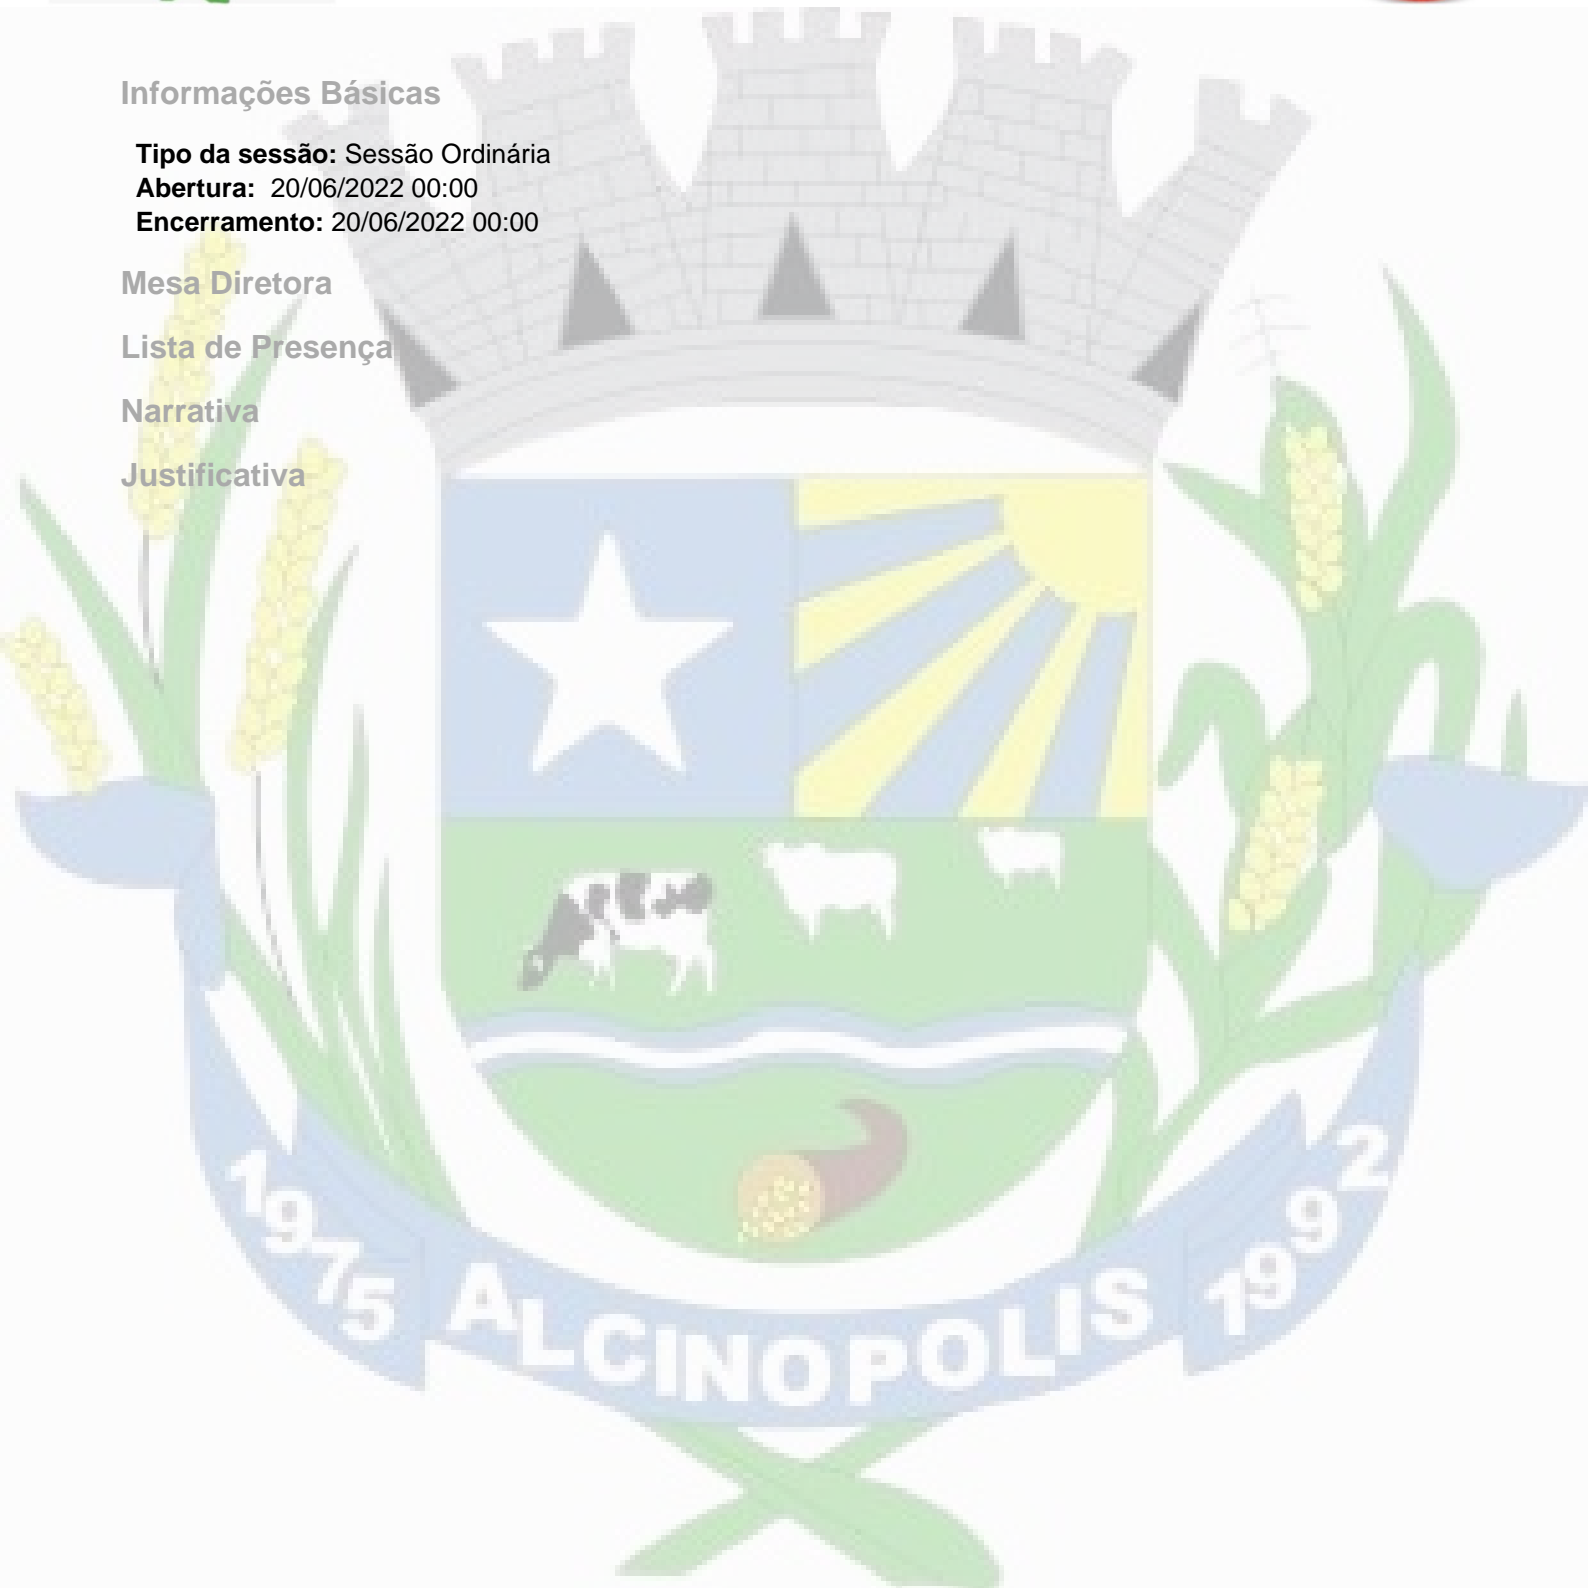 Informações Básicas
Tipo da sessão: Sessão Ordinária
Abertura: 20/06/2022 00:00
Encerramento: 20/06/2022 00:00
Mesa Diretora
Lista de Presença
Narrativa
Justificativa
1975 ALCINOPOLIS 1992